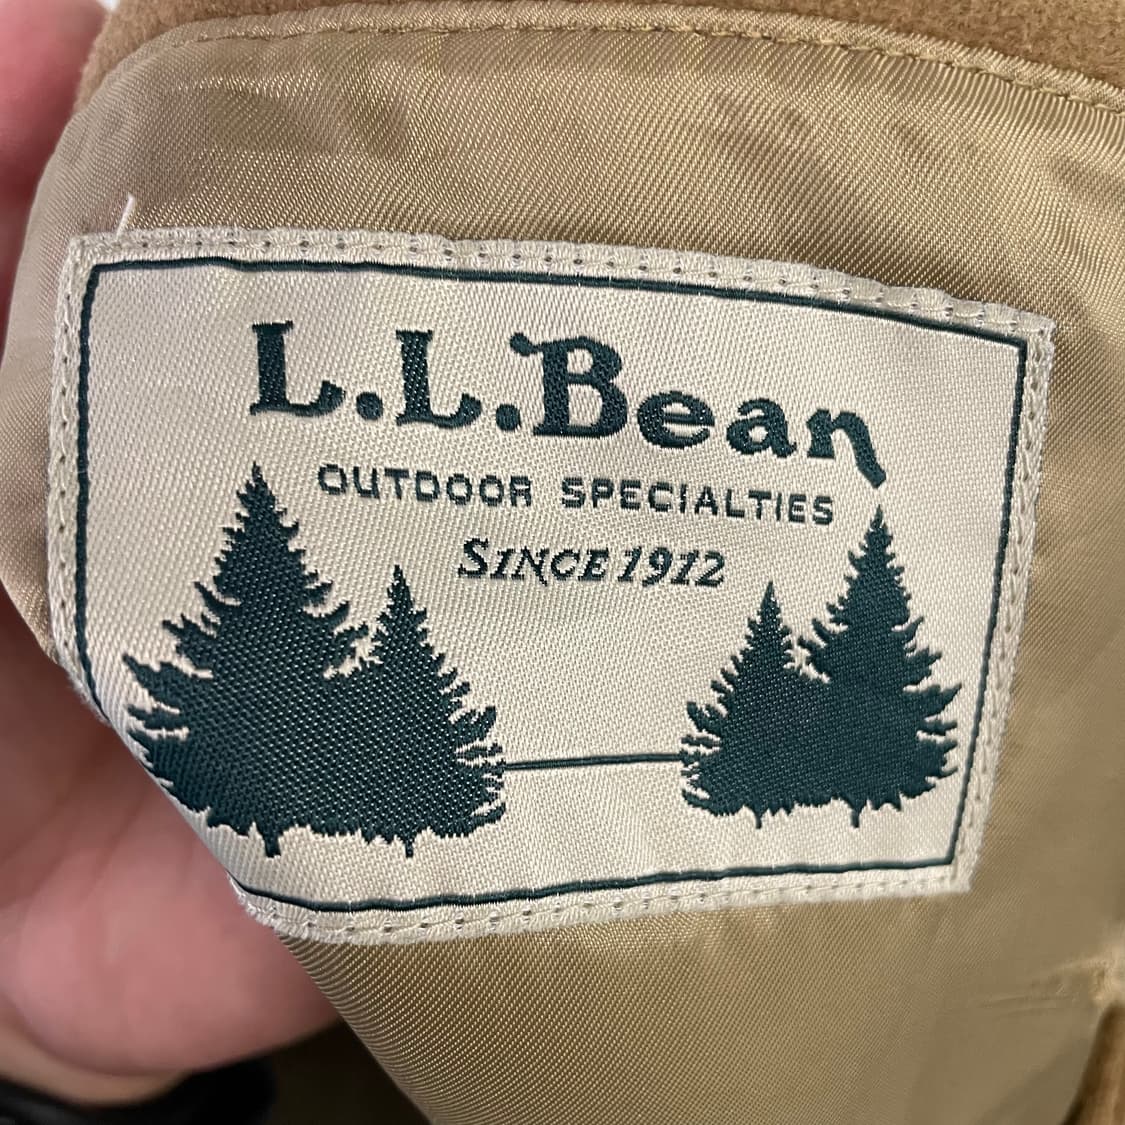 L.L.Bean
OUTDOOR SPECIALTIES
SINCE 1912